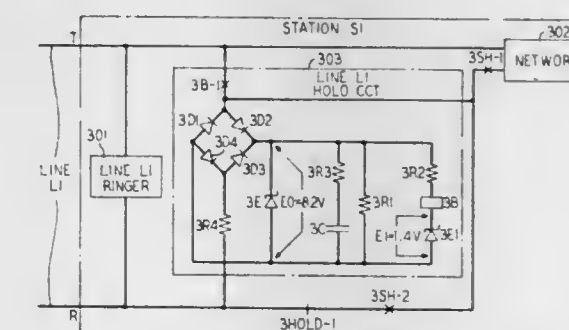 STATION S1
302
NETWOR
T
303
3SH-1
LINE L1
HOLD CCT
3B-1
3D1
3D2
301
3D4
3D3
LINE
L1
LINE L1
RINGER
3R3
3R2
3E
E0=8.2V
3R1
3B
3R4
3C
E1=1.4V
3E1
R
3HOLD-1
3SH-2